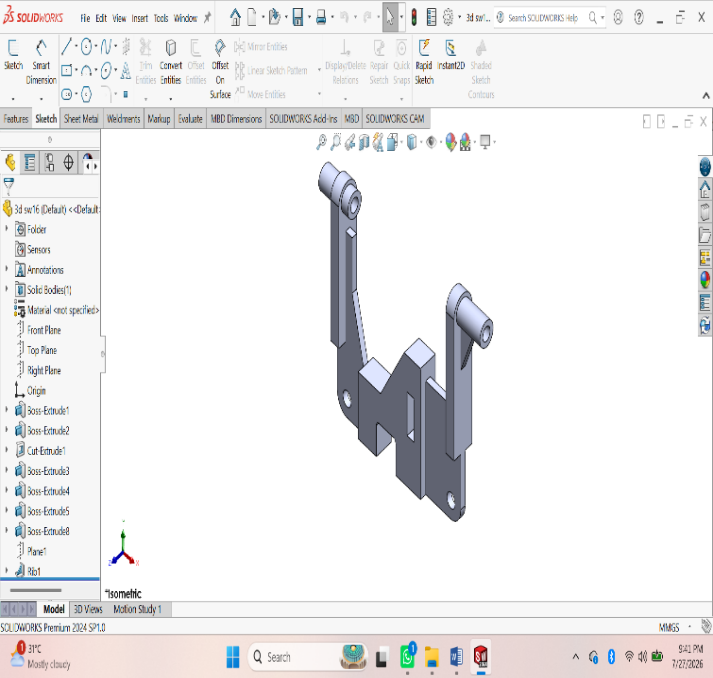 SOLIDWORKS File Edit View Insert Tools Window 3d sw1... Search SOLIDWORKS Help
Sketch Smart Dimension Trim Entities Convert Entities Offset Entities Offset On Surface Mirror Entities Linear Sketch Pattern Move Entities Display/Delete Relations Repair Sketch Quick Snaps Rapid Sketch Instant2D Shaded Sketch Contours
Features Sketch Sheet Metal Weldments Markup Evaluate MBD Dimensions SOLIDWORKS Add-Ins MBD SOLIDWORKS CAM
3d sw16 (Default) <<Default
Folder
Sensors
Annotations
Solid Bodies(1)
Material <not specified>
Front Plane
Top Plane
Right Plane
Origin
Boss-Extrude1
Boss-Extrude2
Cut-Extrude1
Boss-Extrude3
Boss-Extrude4
Boss-Extrude5
Boss-Extrude8
Plane1
Rib1
*Isometric
Model 3D Views Motion Study 1
SOLIDWORKS Premium 2024 SP1.0 MMGS
1 31°C
Mostly cloudy
Search
1
9:41 PM
7/27/2026